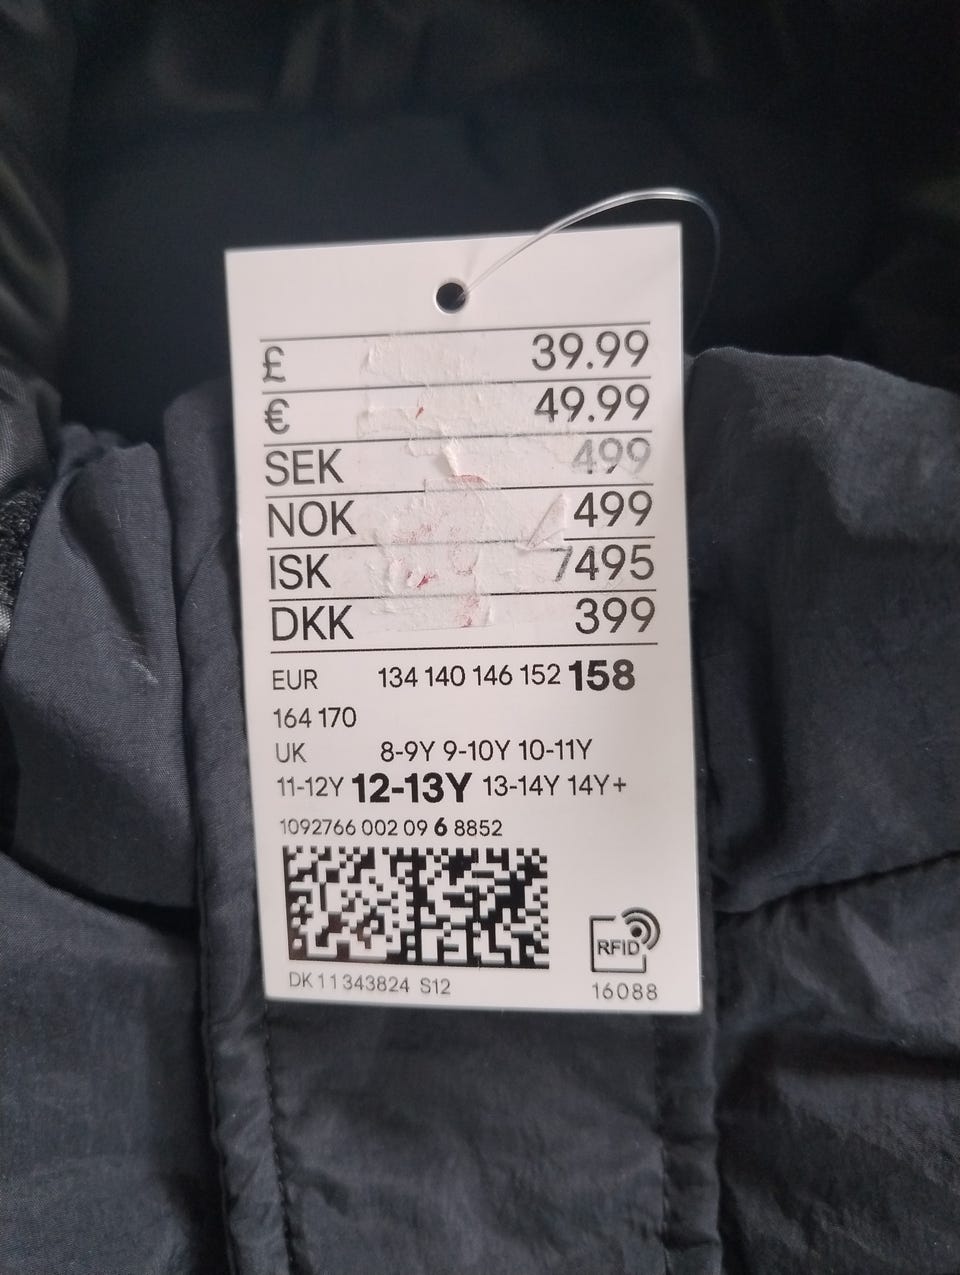 £ 39.99
€ 49.99
SEK 499
NOK 499
ISK 7495
DKK 399
EUR 134 140 146 152 158
164 170
UK 8-9Y 9-10Y 10-11Y
11-12Y 12-13Y 13-14Y 14Y+
1092766 002 09 6 8852
RFID
DK11343824 S12 16088